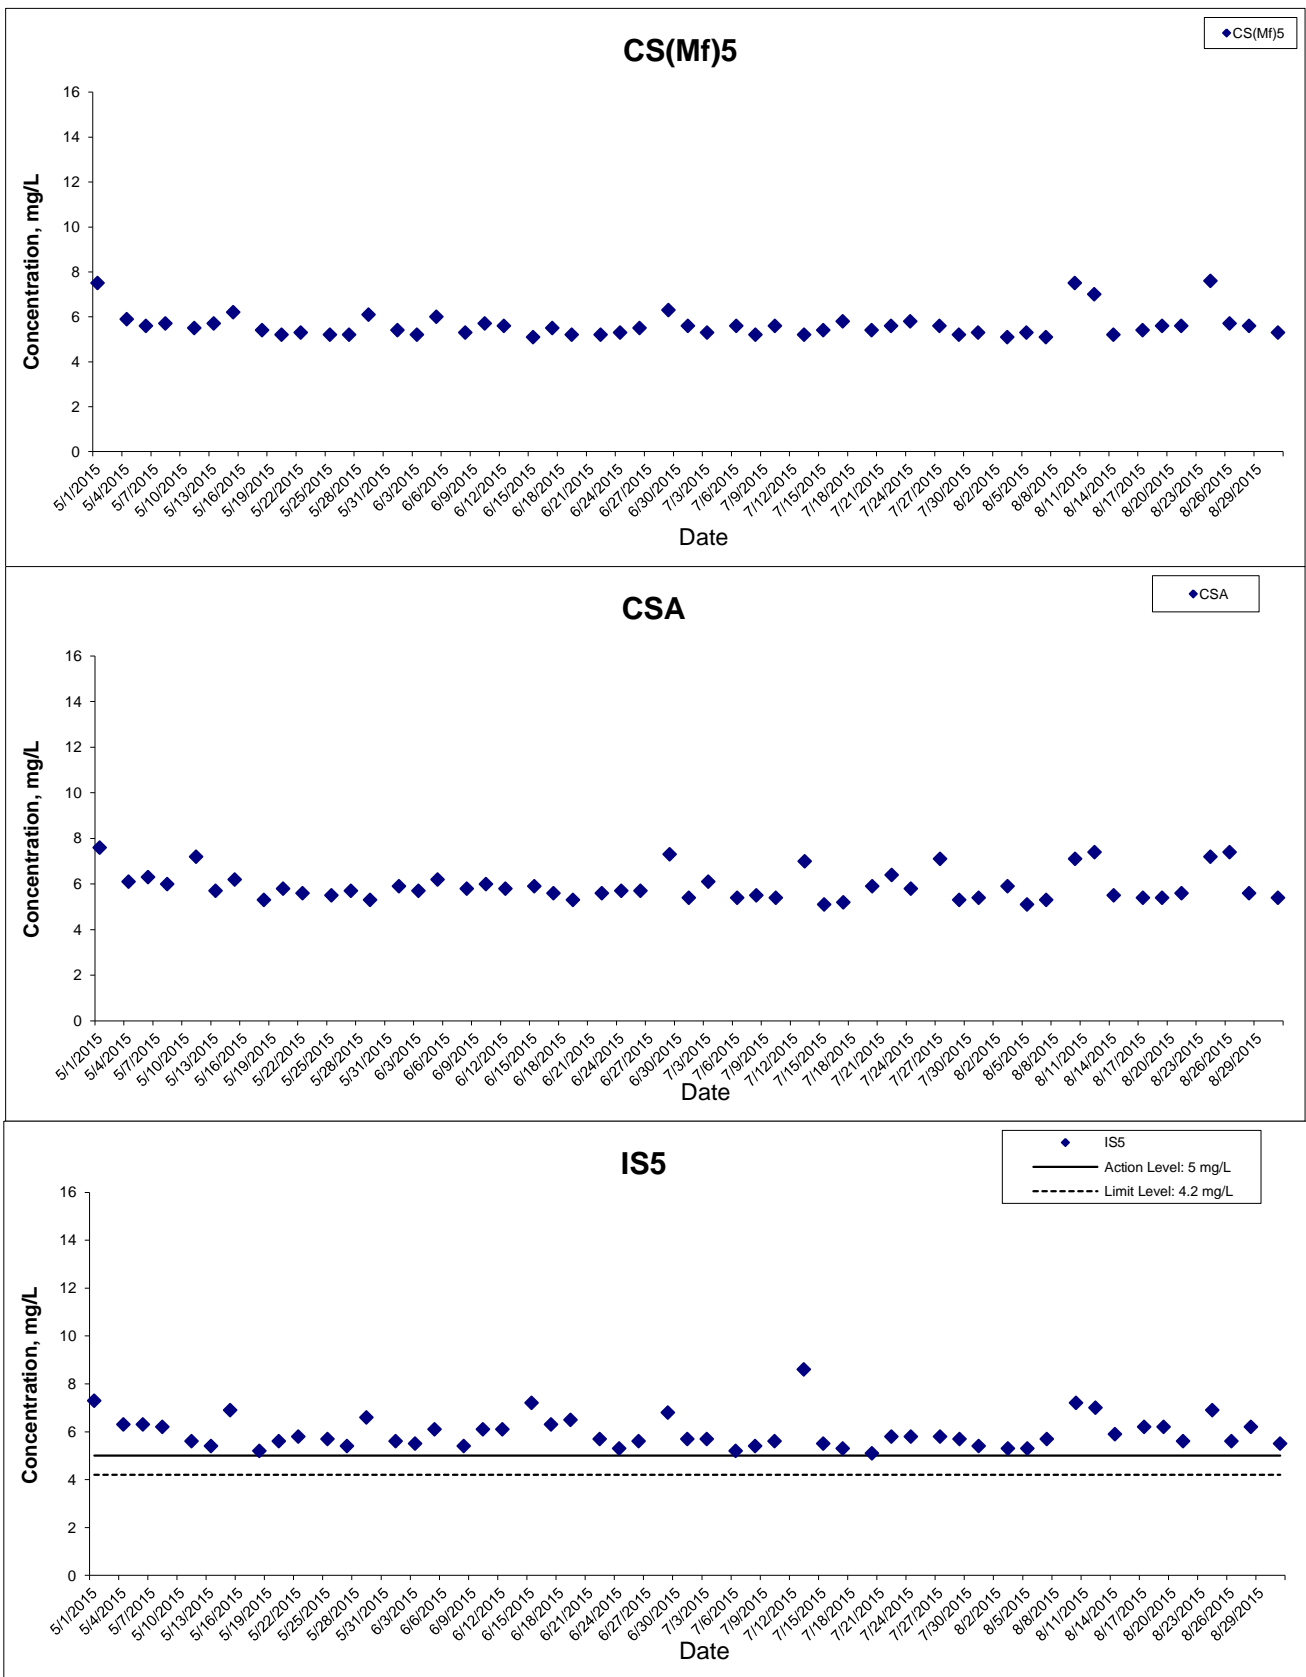 CS(Mf)5
CS(Mf)5
Concentration, mg/L
16
14
12
10
8
6
4
2
0
5/1/2015 5/4/2015 5/7/2015 5/10/2015 5/13/2015 5/16/2015 5/19/2015 5/22/2015 5/25/2015 5/28/2015 5/31/2015 6/3/2015 6/6/2015 6/9/2015 6/12/2015 6/15/2015 6/18/2015 6/21/2015 6/24/2015 6/27/2015 6/30/2015 7/3/2015 7/6/2015 7/9/2015 7/12/2015 7/15/2015 7/18/2015 7/21/2015 7/24/2015 7/27/2015 7/30/2015 8/2/2015 8/5/2015 8/8/2015 8/11/2015 8/14/2015 8/17/2015 8/20/2015 8/23/2015 8/26/2015 8/29/2015
Date
CSA
CSA
Concentration, mg/L
16
14
12
10
8
6
4
2
0
5/1/2015 5/4/2015 5/7/2015 5/10/2015 5/13/2015 5/16/2015 5/19/2015 5/22/2015 5/25/2015 5/28/2015 5/31/2015 6/3/2015 6/6/2015 6/9/2015 6/12/2015 6/15/2015 6/18/2015 6/21/2015 6/24/2015 6/27/2015 6/30/2015 7/3/2015 7/6/2015 7/9/2015 7/12/2015 7/15/2015 7/18/2015 7/21/2015 7/24/2015 7/27/2015 7/30/2015 8/2/2015 8/5/2015 8/8/2015 8/11/2015 8/14/2015 8/17/2015 8/20/2015 8/23/2015 8/26/2015 8/29/2015
Date
IS5
IS5
Action Level: 5 mg/L
Limit Level: 4.2 mg/L
Concentration, mg/L
16
14
12
10
8
6
4
2
0
5/1/2015 5/4/2015 5/7/2015 5/10/2015 5/13/2015 5/16/2015 5/19/2015 5/22/2015 5/25/2015 5/28/2015 5/31/2015 6/3/2015 6/6/2015 6/9/2015 6/12/2015 6/15/2015 6/18/2015 6/21/2015 6/24/2015 6/27/2015 6/30/2015 7/3/2015 7/6/2015 7/9/2015 7/12/2015 7/15/2015 7/18/2015 7/21/2015 7/24/2015 7/27/2015 7/30/2015 8/2/2015 8/5/2015 8/8/2015 8/11/2015 8/14/2015 8/17/2015 8/20/2015 8/23/2015 8/26/2015 8/29/2015
Date